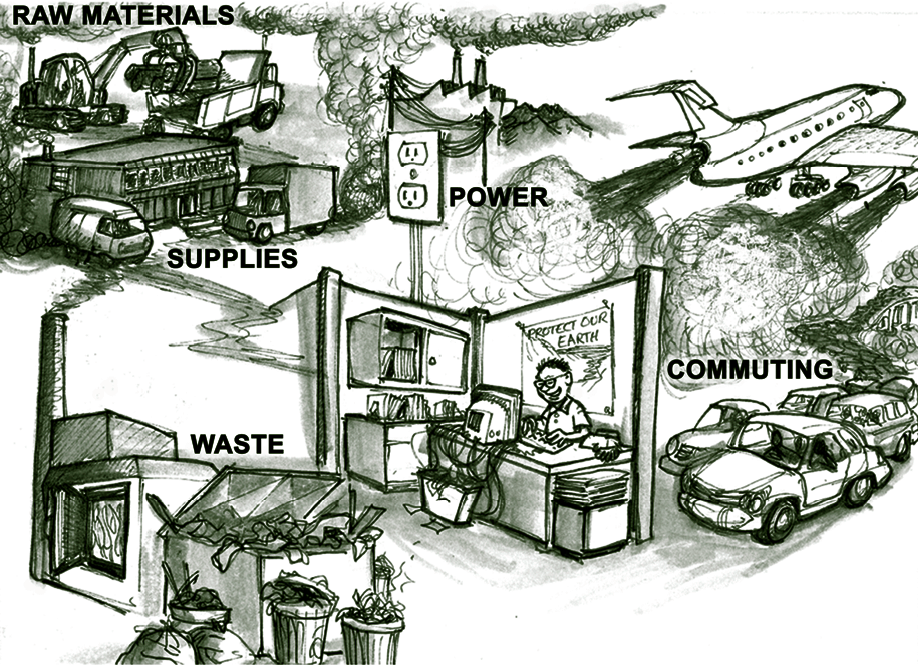 RAW MATERIALS
POWER
SUPPLIES
PROTECT OUR
EARTH
COMMUTING
WASTE